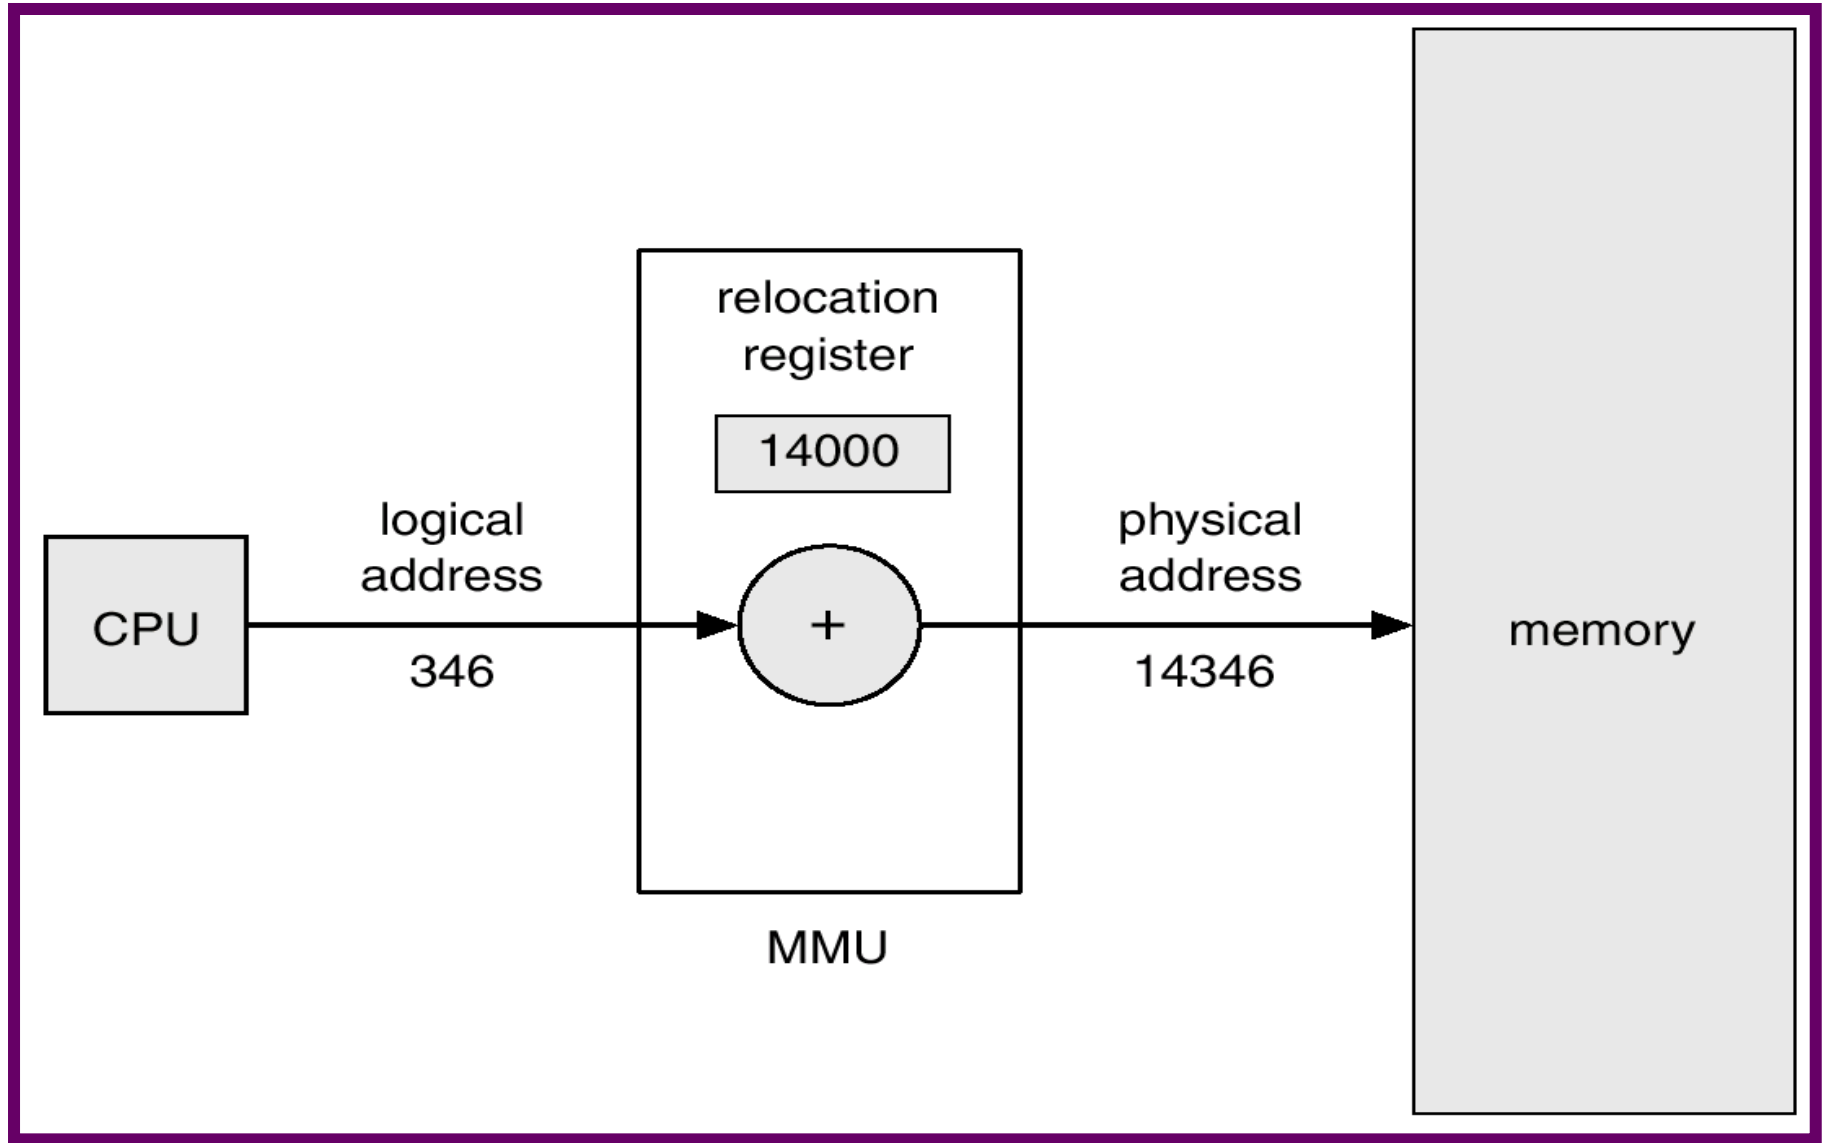 relocation
register
14000
logical
address
physical
address
CPU
+
memory
346
14346
MMU